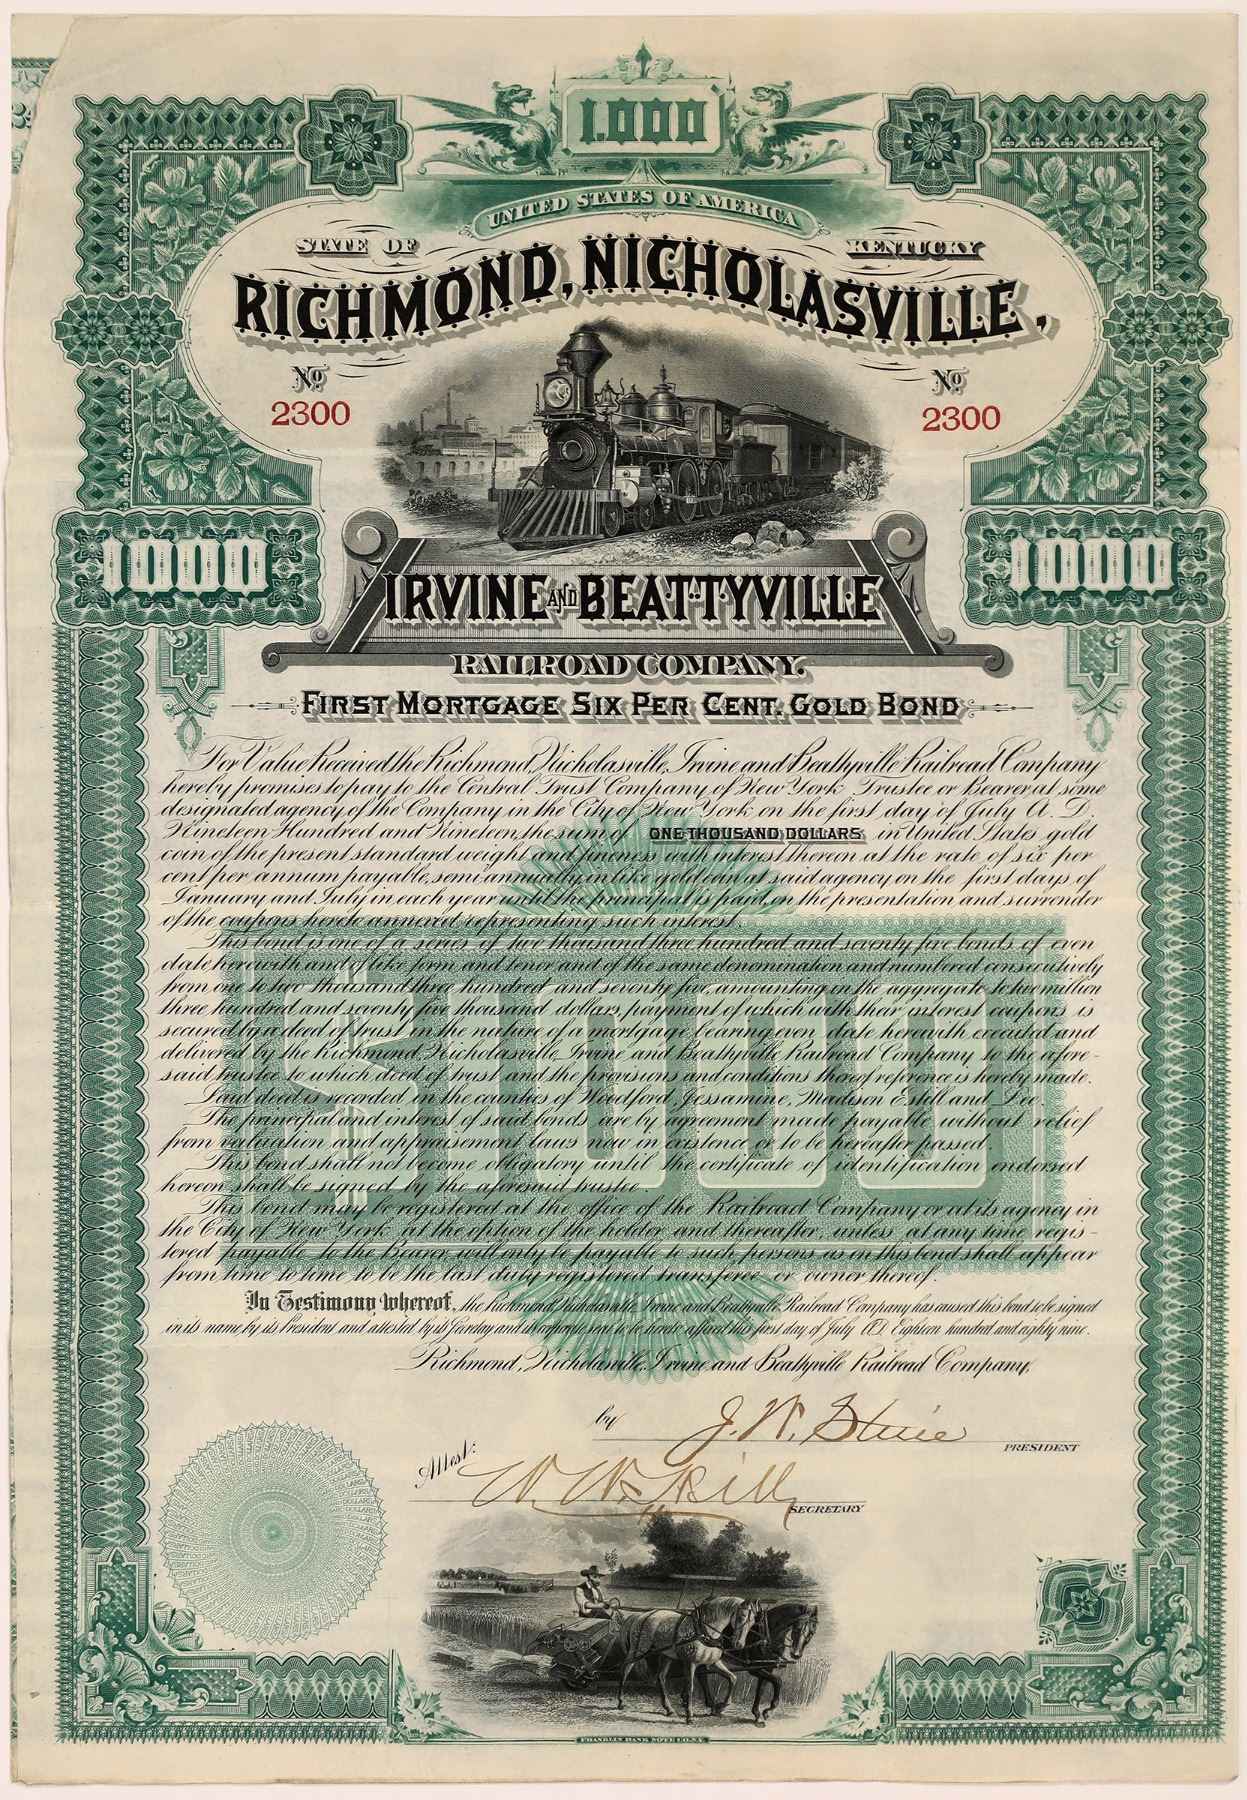 1.000
UNITED STATES OF AMERICA
STATE OF KENTUCKY
RICHMOND, NICHOLASVILLE,
No 2300
No 2300
1000
1000
IRVINE AND BEATTYVILLE
RAILROAD COMPANY.
FIRST MORTGAGE SIX PER CENT. GOLD BOND
For Value Received the Richmond, Nicholasville, Irvine and Beattyville Railroad Company
hereby promises to pay to the Central Trust Company of New York Trustee or Bearer, at some
designated agency of the Company in the City of New York on the first day of July A. D.
Nineteen Hundred and Nineteen, the sum of ONE THOUSAND DOLLARS in United States gold
coin of the present standard weight and fineness with interest thereon at the rate of six per
cent per annum payable, semi-annually, in like gold coin at said agency on the first days of
January and July in each year until the principal is paid, on the presentation and surrender
of the coupons hereto annexed representing such interest.
This bond is one of a series of two thousand three hundred and seventy five bonds of even
date herewith and of like form and tenor and of the same denomination and numbered consecutively
from one to two thousand three hundred and seventy five, amounting in the aggregate to two million
three hundred and seventy five thousand dollars, payment of which with their interest coupons is
secured by a deed of trust in the nature of a mortgage bearing even date herewith executed and
delivered by the Richmond, Nicholasville, Irvine and Beattyville Railroad Company to the afore-
said trustee to which deed of trust and the provisions and conditions thereof reference is hereby made.
Said deed is recorded in the counties of Woodford, Jessamine, Madison Estill and Lee.
The principal and interest of said bonds are by agreement made payable without relief
from valuation and appraisement laws now in existence or to be hereafter passed.
This bond shall not become obligatory until the certificate of identification endorsed
hereon shall be signed by the aforesaid trustee.
This bond may be registered at the office of the Railroad Company or at its agency in
the City of New York at the option of the holder and thereafter, unless at any time regis-
tered payable to the Bearer, will only be payable to such persons as on this bond shall appear
from time to time to be the last duly registered transferee or owner thereof.
$1000
In Testimony Whereof, the Richmond, Nicholasville, Irvine and Beattyville Railroad Company has caused this bond to be signed
in its name by its President and attested by its Secretary and its corporate seal to be hereto affixed this first day of July A.D. Eighteen hundred and eighty nine.
Richmond, Nicholasville, Irvine and Beattyville Railroad Company,
by J. W. Stine PRESIDENT
Attest:
SECRETARY
FRANKLIN BANK NOTE CO. N.Y.